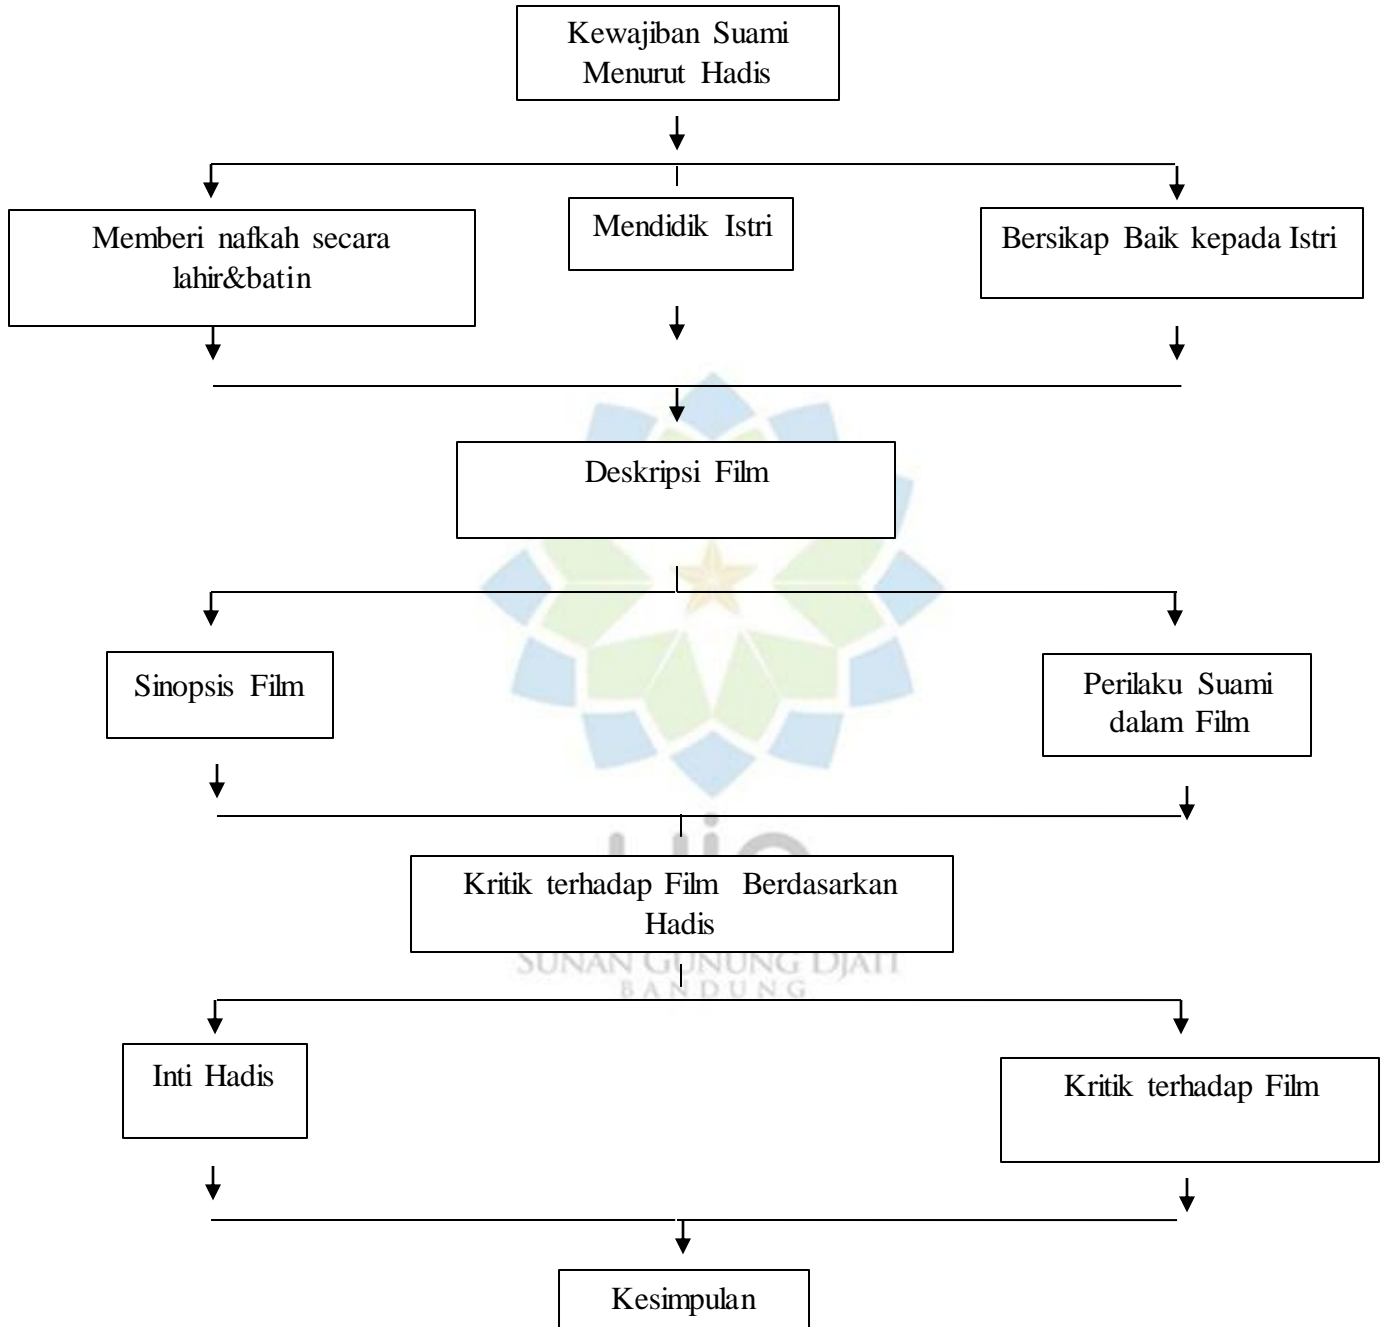 Kewajiban Suami
Menurut Hadis
Memberi nafkah secara
lahir&batin
Mendidik Istri
Bersikap Baik kepada Istri
Deskripsi Film
Sinopsis Film
Perilaku Suami
dalam Film
uin
Kritik terhadap Film Berdasarkan
Hadis
SUNAN GUNUNG DJATI
BANDUNG
Inti Hadis
Kritik terhadap Film
Kesimpulan